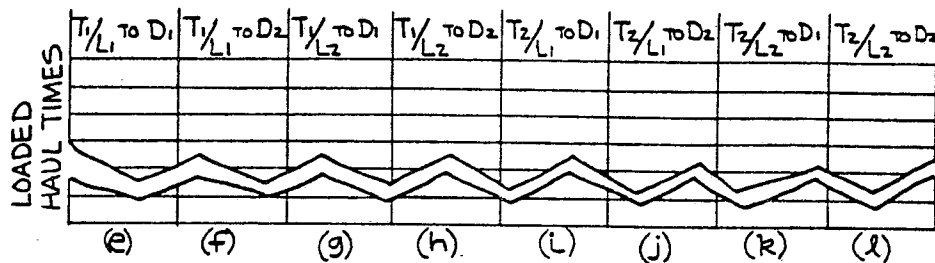 T1/L1 TO D1 T1/L1 TO D2 T1/L2 TO D1 T1/L2 TO D2 T2/L1 TO D1 T2/L1 TO D2 T2/L2 TO D1 T2/L2 TO D2
LOADED
HAUL TIMES
(e) (f) (g) (h) (i) (j) (k) (l)